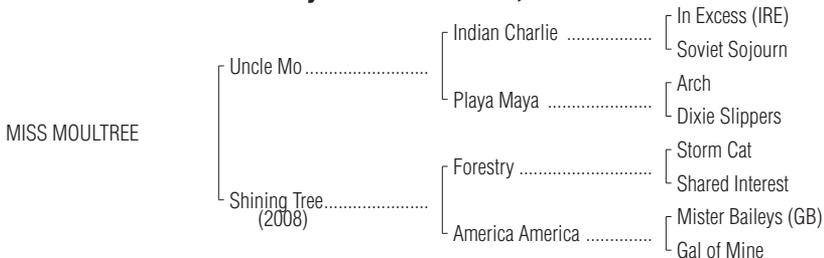 In Excess (IRE)
Indian Charlie ..................
Soviet Sojourn
Uncle Mo ..........................
Arch
Playa Maya ......................
Dixie Slippers
MISS MOULTREE
Storm Cat
Forestry ............................
Shared Interest
Shining Tree......................
(2008)
Mister Baileys (GB)
America America ..............
Gal of Mine